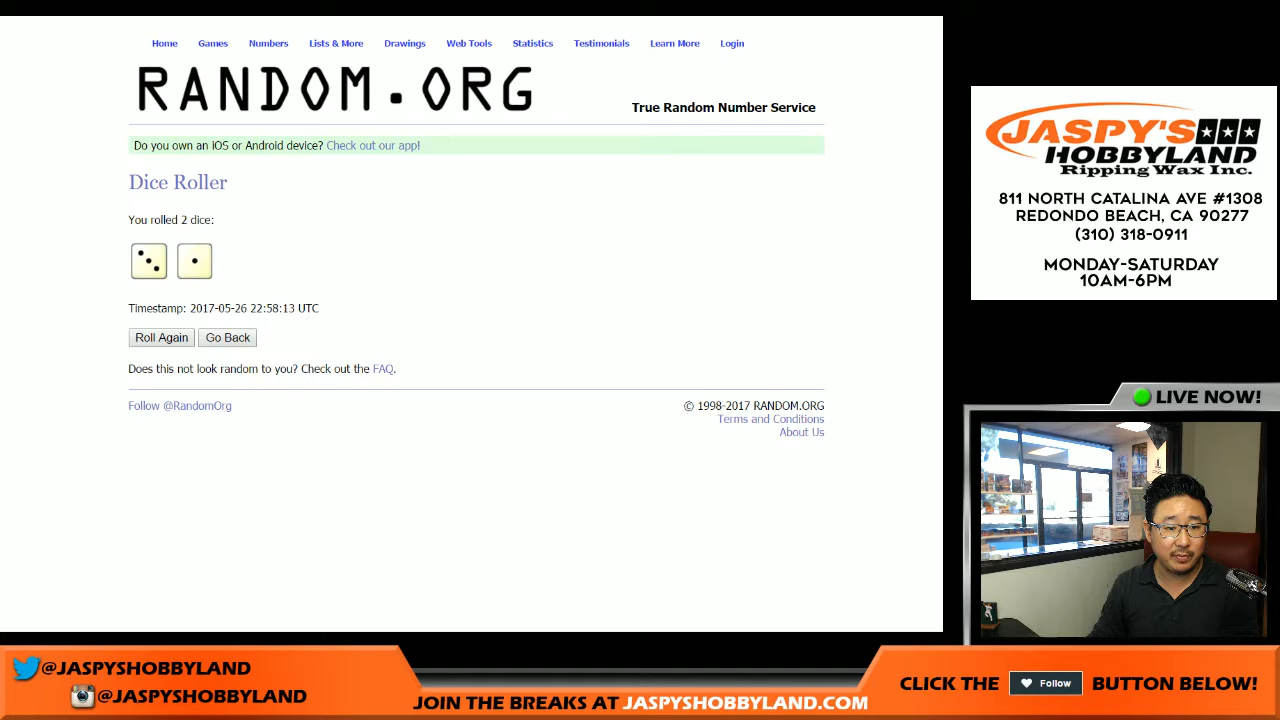 Home Games Numbers Lists & More Drawings Web Tools Statistics Testimonials Learn More Login
RANDOM.ORG
True Random Number Service
Do you own an iOS or Android device? Check out our app!
Dice Roller
You rolled 2 dice:
Timestamp: 2017-05-26 22:58:13 UTC
Roll Again Go Back
Does this not look random to you? Check out the FAQ.
Follow @RandomOrg
© 1998-2017 RANDOM.ORG
Terms and Conditions
About Us
JASPY'S
HOBBYLAND
Ripping Wax Inc.
811 NORTH CATALINA AVE #1308
REDONDO BEACH, CA 90277
(310) 318-0911
MONDAY-SATURDAY
10AM-6PM
LIVE NOW!
@JASPYSHOBBYLAND
@JASPYSHOBBYLAND
JOIN THE BREAKS AT JASPYSHOBBYLAND.COM
CLICK THE Follow BUTTON BELOW!